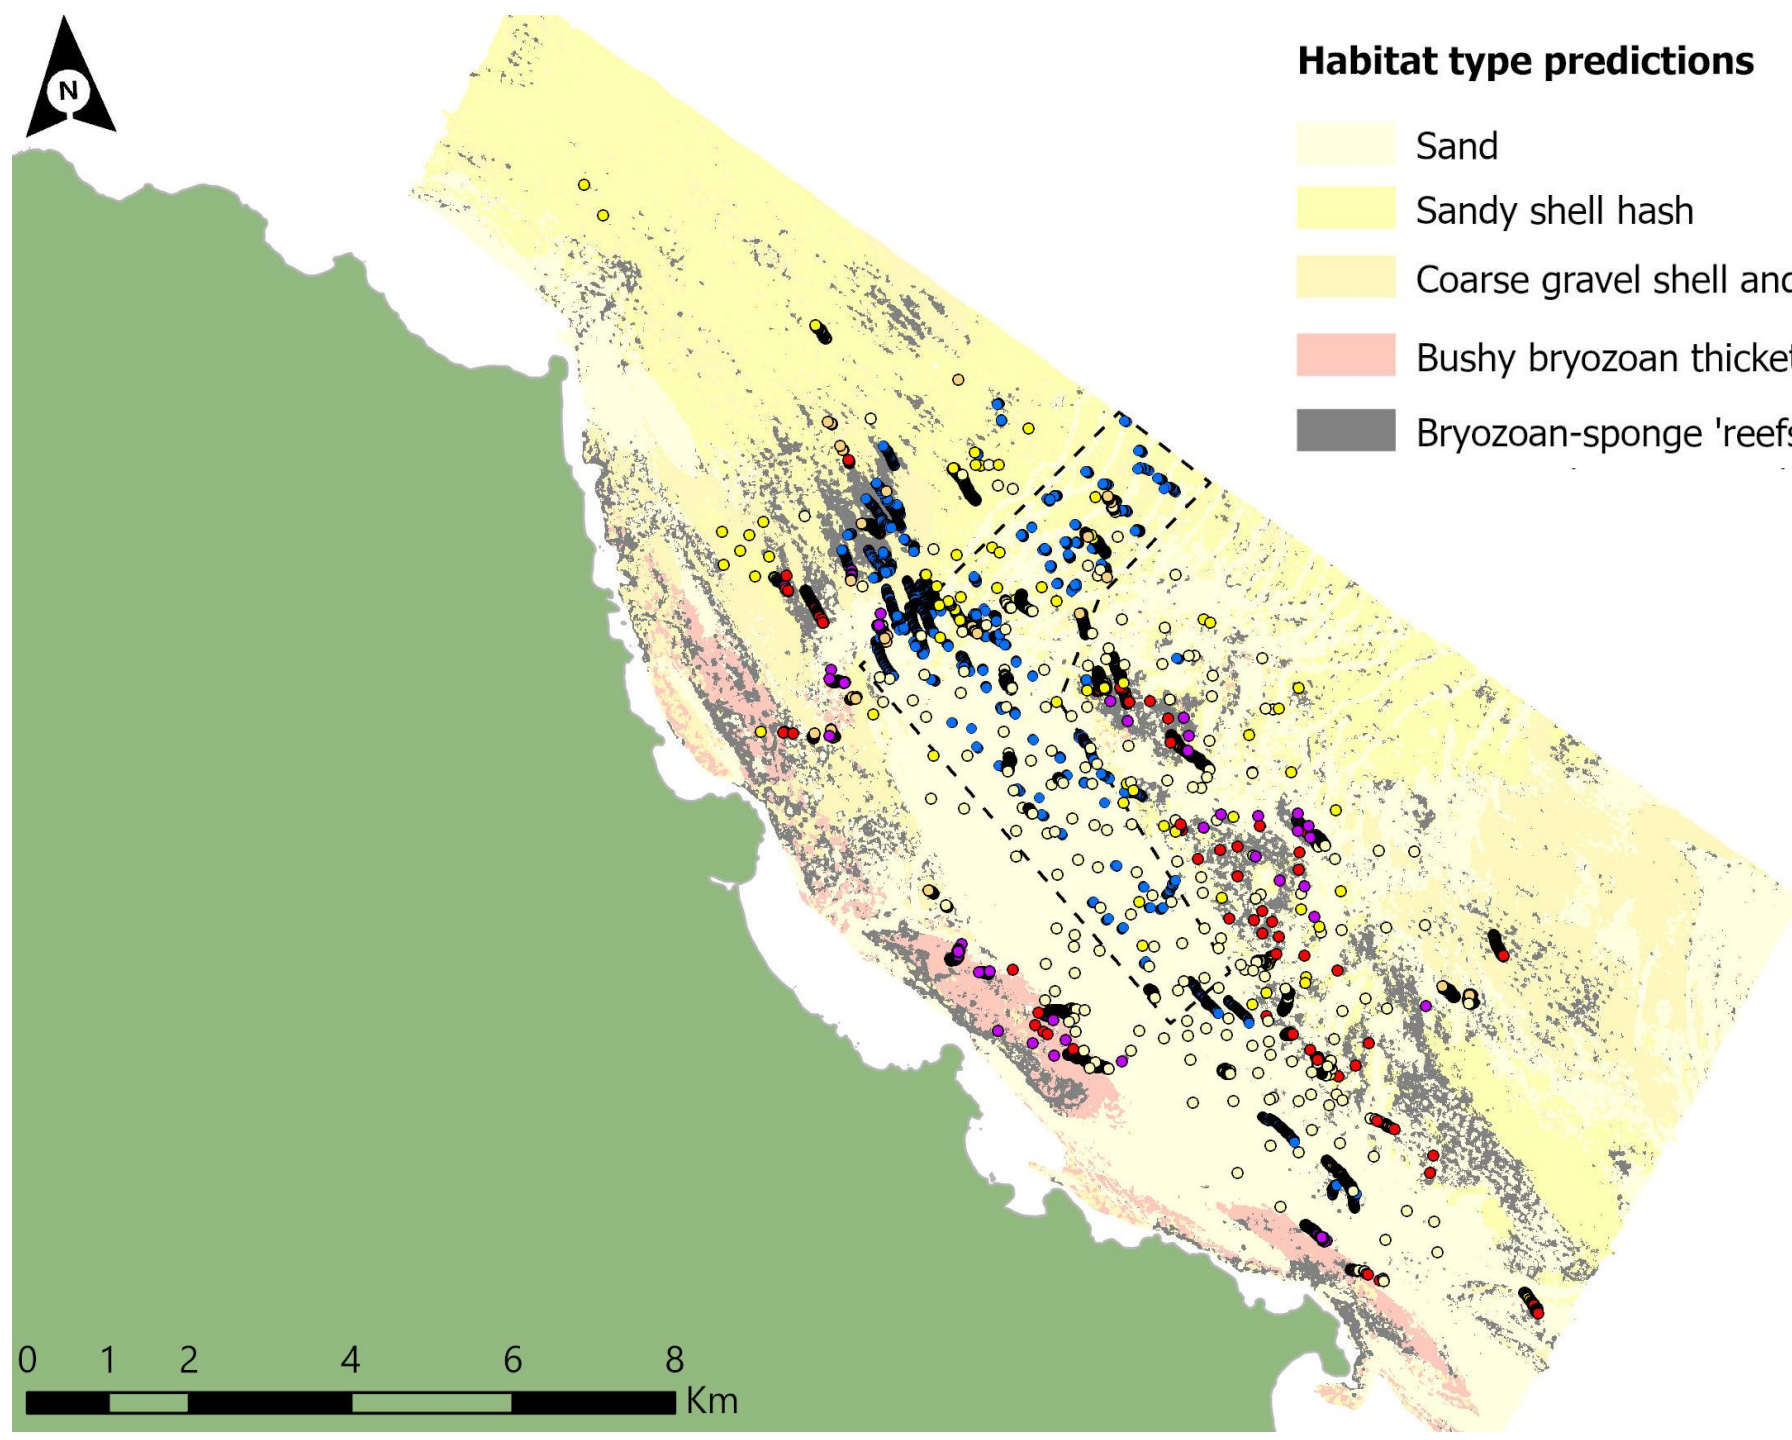 N
Habitat type predictions
Sand
Sandy shell hash
Coarse gravel shell and
Bushy bryozoan thicket
Bryozoan-sponge 'reefs
0 1 2 4 6 8
Km